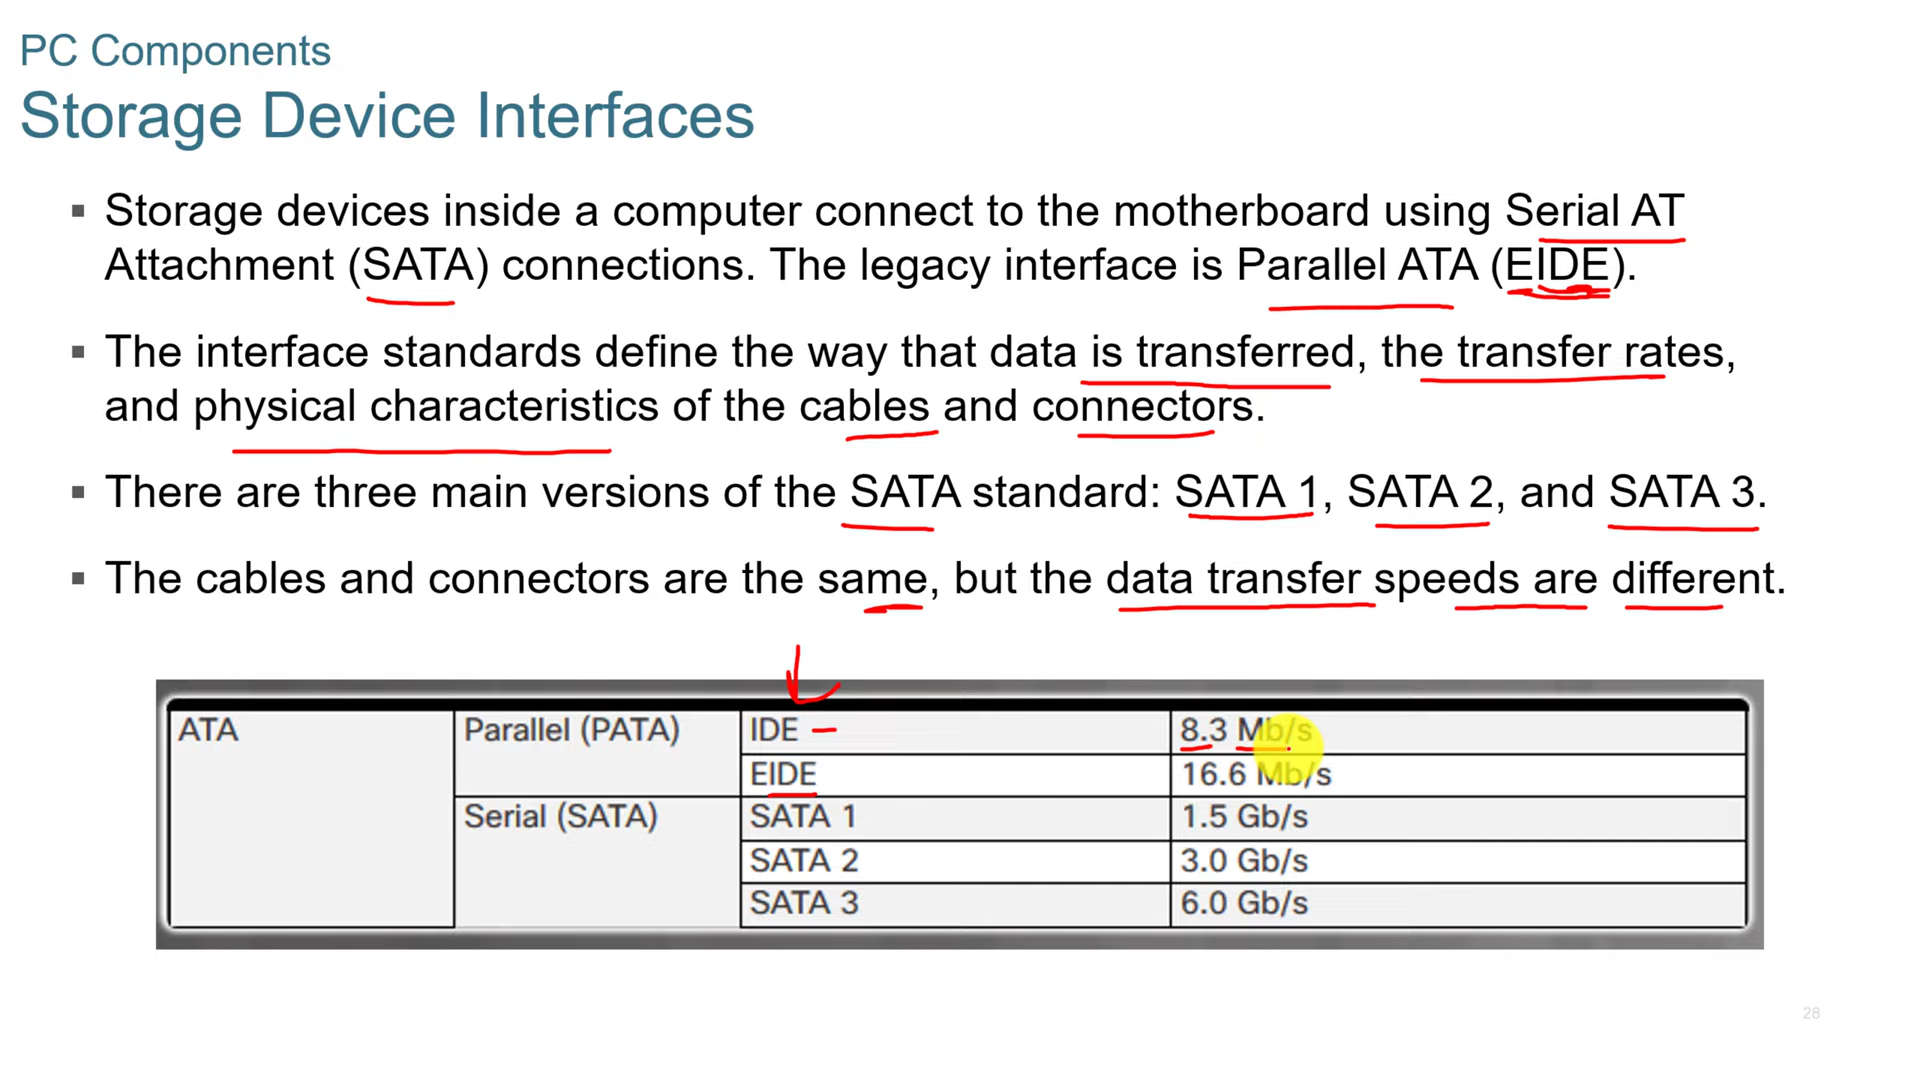 PC Components
Storage Device Interfaces
▪ Storage devices inside a computer connect to the motherboard using Serial AT
Attachment (SATA) connections. The legacy interface is Parallel ATA (EIDE).
▪ The interface standards define the way that data is transferred, the transfer rates,
and physical characteristics of the cables and connectors.
▪ There are three main versions of the SATA standard: SATA 1, SATA 2, and SATA 3.
▪ The cables and connectors are the same, but the data transfer speeds are different.
ATA Parallel (PATA) IDE 8.3 Mb/s
EIDE 16.6 Mb/s
Serial (SATA) SATA 1 1.5 Gb/s
SATA 2 3.0 Gb/s
SATA 3 6.0 Gb/s
28